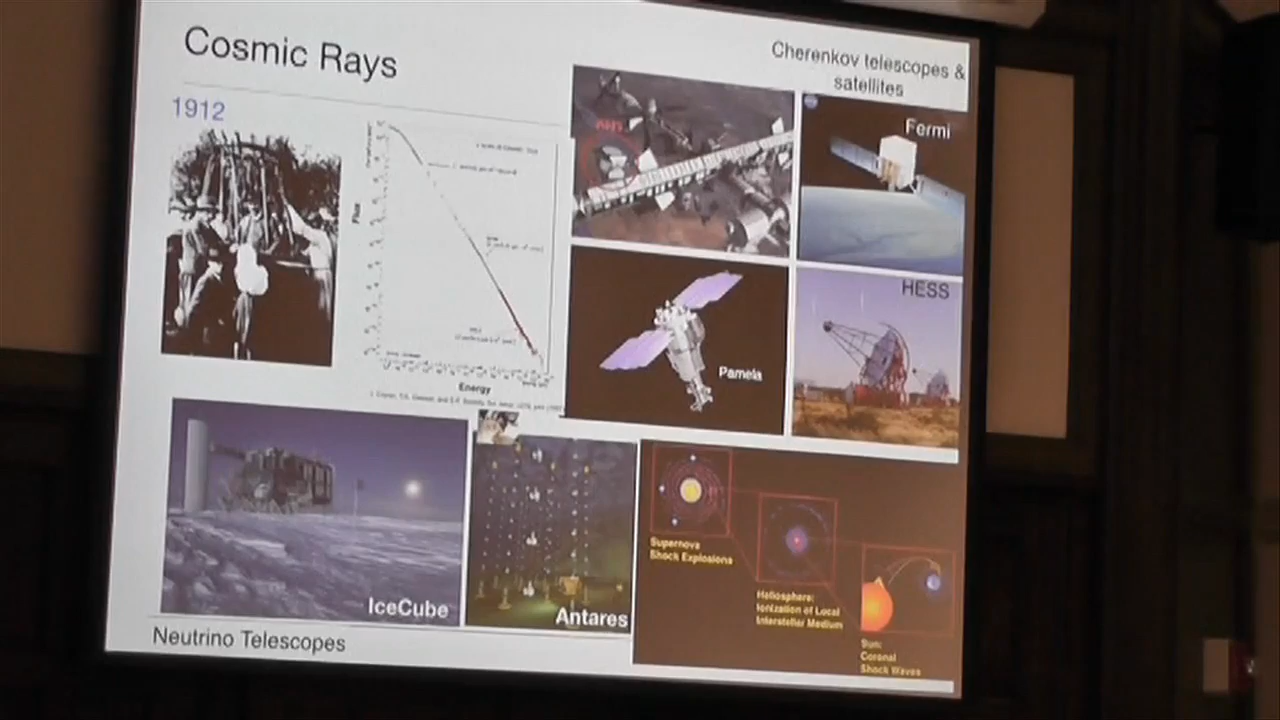 Cosmic Rays
Cherenkov telescopes &
satellites
1912
Flux
Energy
Fermi
Pamela
HESS
IceCube
Antares
Neutrino Telescopes
Supernova
Shock Explosions
Heliosphere:
Ionization of Local
Interstellar Medium
Sun:
Coronal
Shock Waves